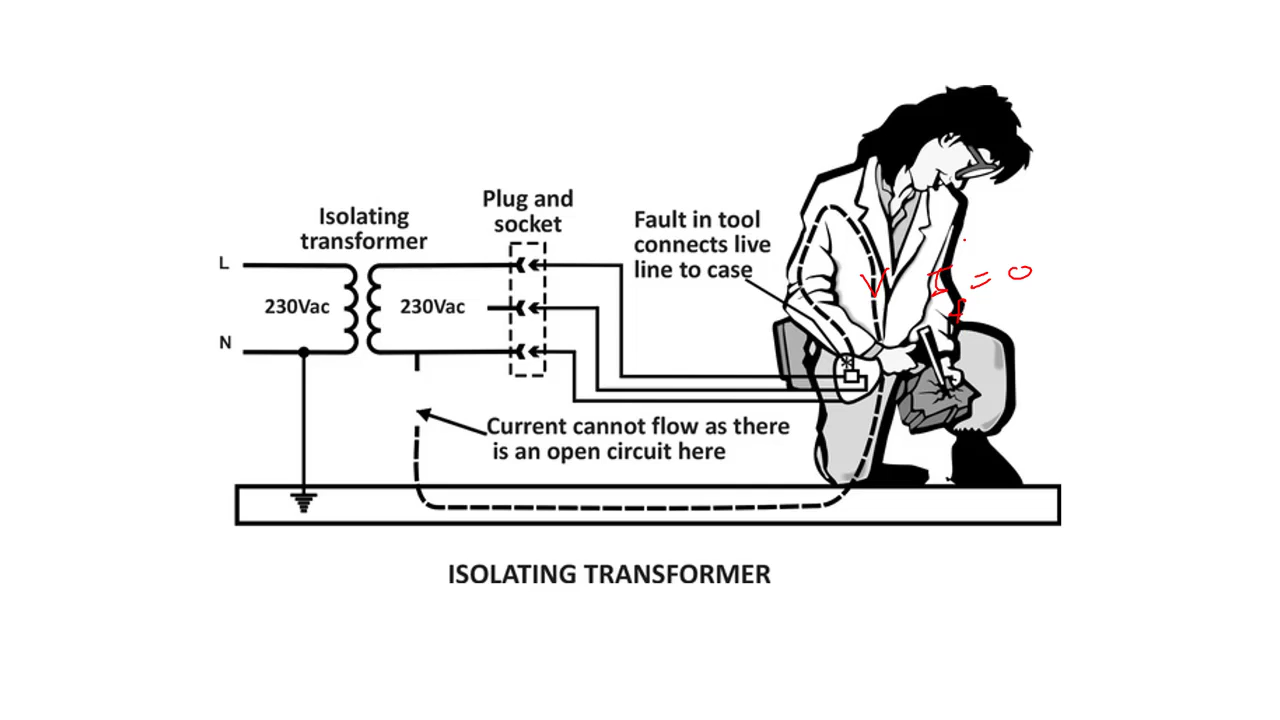 Plug and
socket
Isolating
transformer
Fault in tool
connects live
line to case
L
230Vac
230Vac
N
V
I = 0
Current cannot flow as there
is an open circuit here
ISOLATING TRANSFORMER